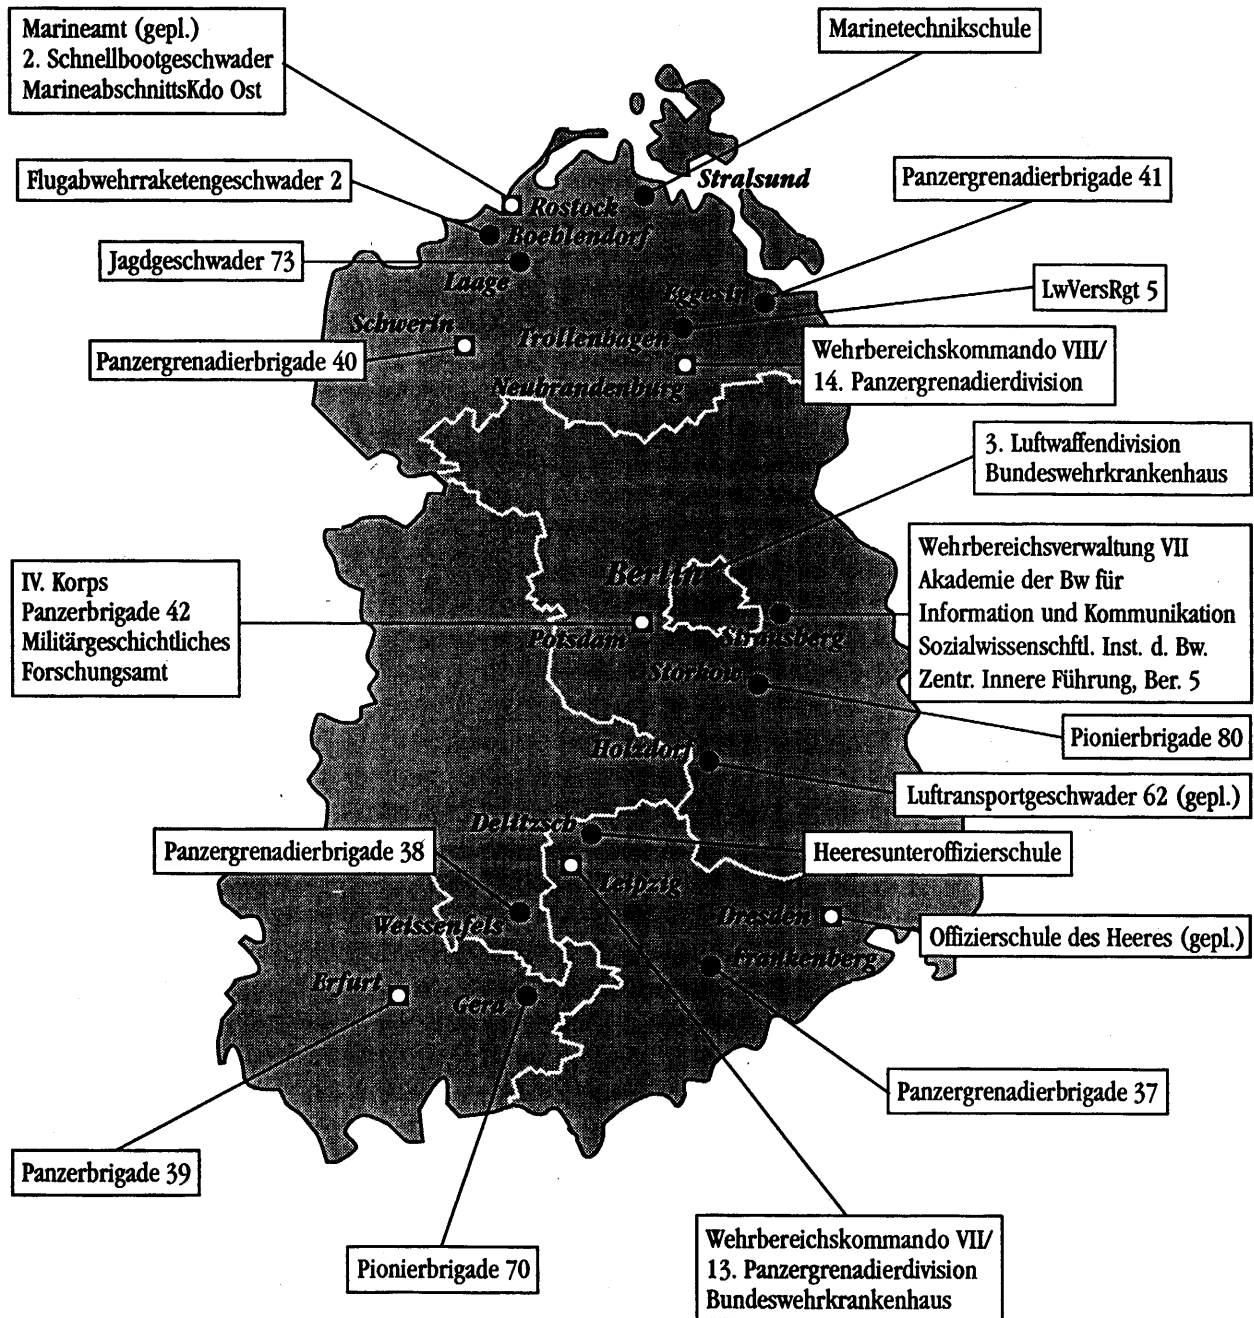 Marineamt (gepl.)
2. Schnellbootgeschwader
MarineabschnittsKdo Ost
Marinetechnikschule
Flugabwehrraketengeschwader 2
Stralsund
Panzergrenadierbrigade 41
Rostock
Boeblendorf
Jagdgeschwader 73
Laage
Eggesin
LwVersRgt 5
Schwerin
Trollenhagen
Panzergrenadierbrigade 40
Wehrbereichskommando VIII/
14. Panzergrenadierdivision
Neubrandenburg
3. Luftwaffendivision
Bundeswehrkrankenhaus
Berlin
Wehrbereichsverwaltung VII
Akademie der Bw für
Information und Kommunikation
Sozialwissenschftl. Inst. d. Bw.
Zentr. Innere Führung, Ber. 5
IV. Korps
Panzerbrigade 42
Militärgeschichtliches
Forschungsamt
Potsdam
Strausberg
Storkow
Pionierbrigade 80
Holzdorf
Luftransportgeschwader 62 (gepl.)
Delitzsch
Panzergrenadierbrigade 38
Heeresunteroffizierschule
Leipzig
Weissenfels
Dresden
Offizierschule des Heeres (gepl.)
Frankenberg
Erfurt
Gera
Panzergrenadierbrigade 37
Panzerbrigade 39
Pionierbrigade 70
Wehrbereichskommando VII/
13. Panzergrenadierdivision
Bundeswehrkrankenhaus